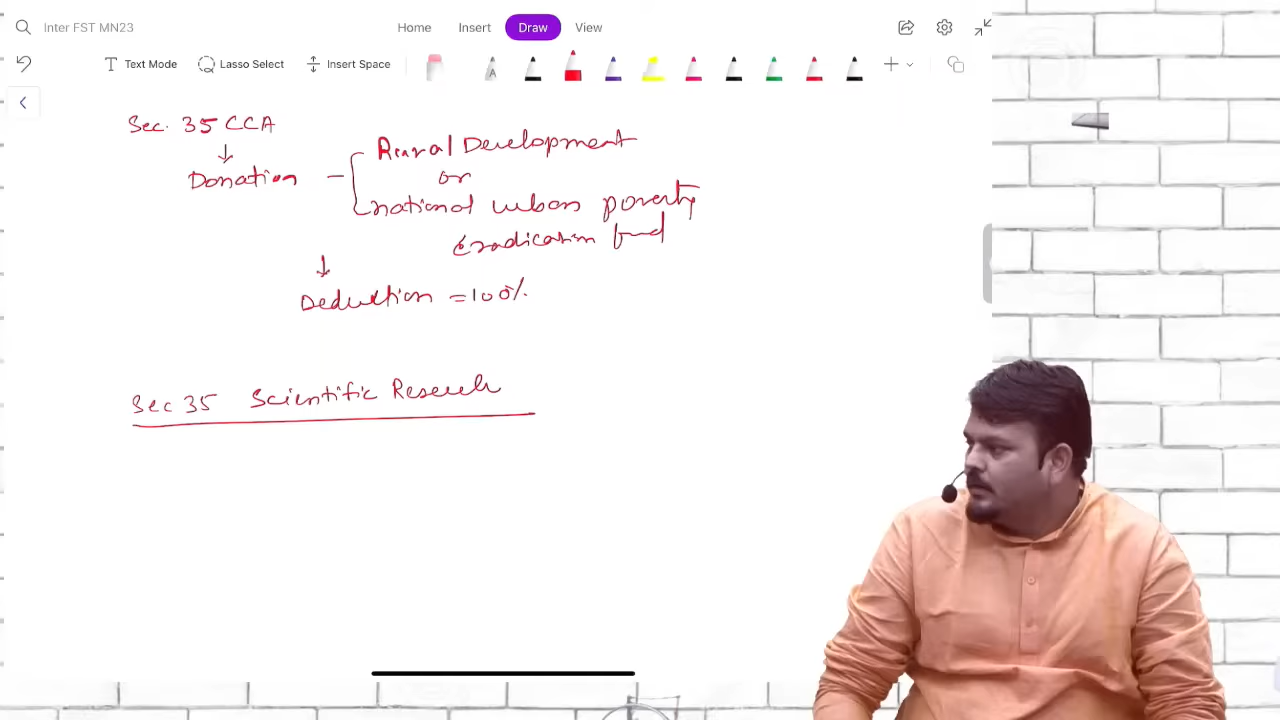 Inter FST MN23
Home Insert Draw View
Text Mode Lasso Select Insert Space
Sec. 35 CCA
Donation - Rural Development
or
national urban poverty
eradication fund
Deduction = 100%
Sec 35 Scientific Research